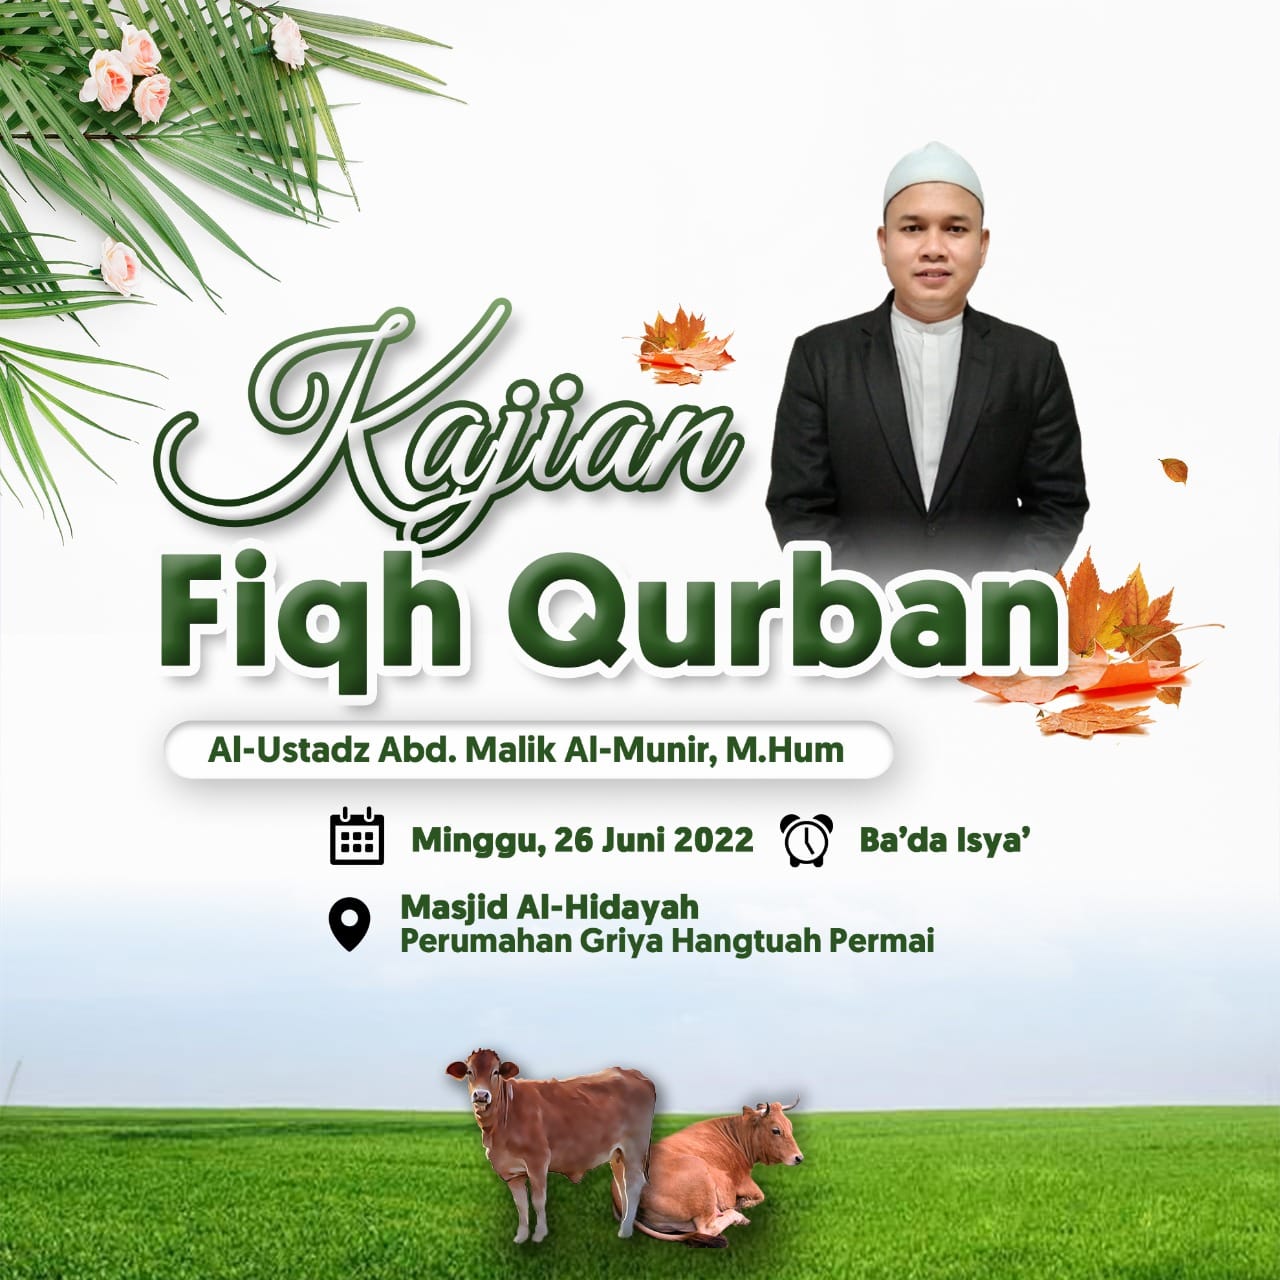 Kajian
Fiqh Qurban
Al-Ustadz Abd. Malik Al-Munir, M.Hum
Minggu, 26 Juni 2022
Ba’da Isya’
Masjid Al-Hidayah
Perumahan Griya Hangtuah Permai